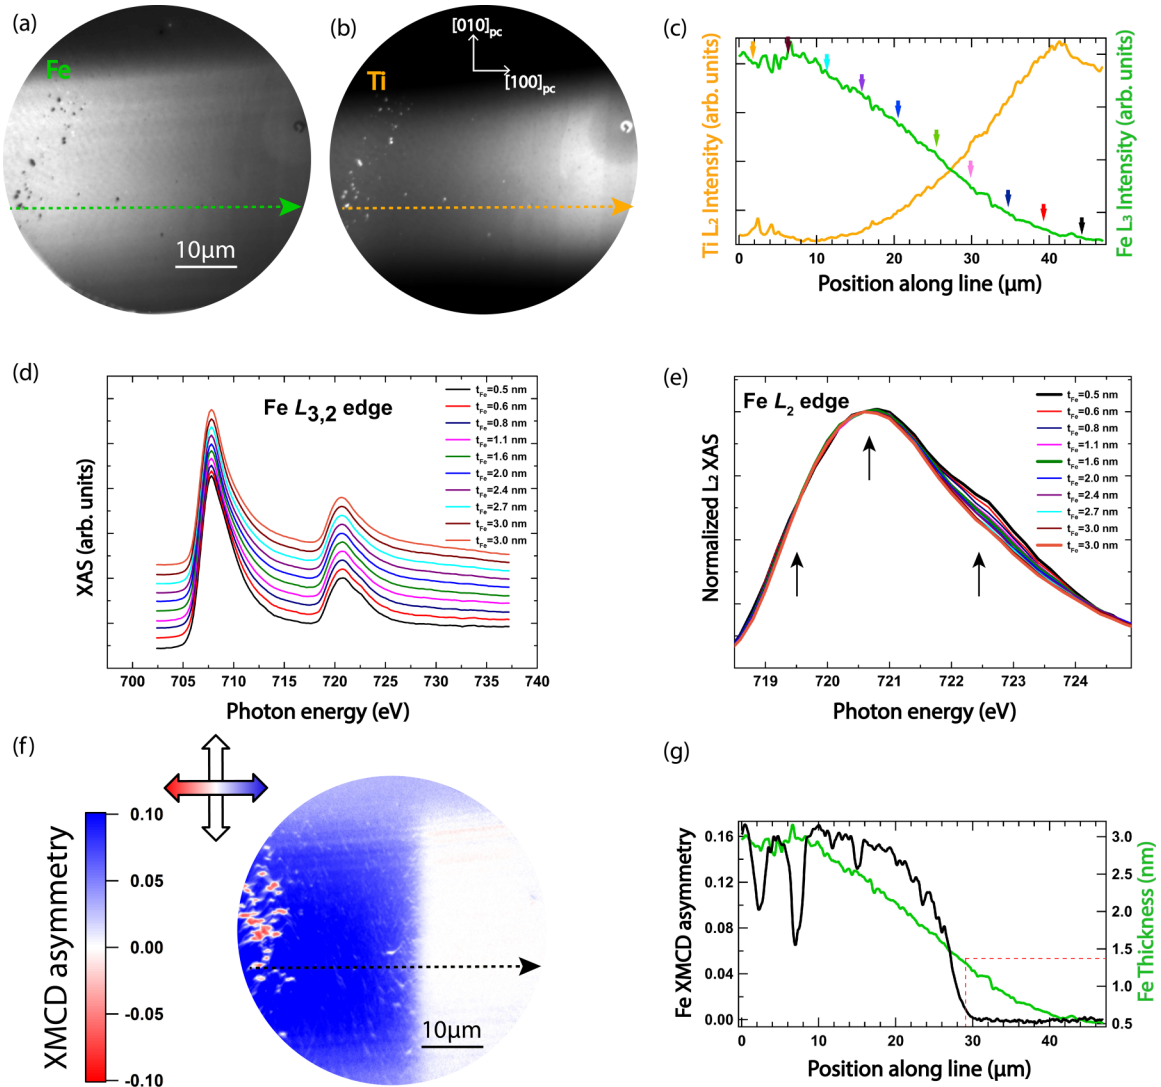 (a)
Fe
10µm
(b)
Ti
[010]pc
[100]pc
(c)
Ti L2 Intensity (arb. units)
Fe L3 Intensity (arb. units)
0 10 20 30 40
Position along line (µm)
(d)
Fe L3,2 edge
tFe=0.5 nm
tFe=0.6 nm
tFe=0.8 nm
tFe=1.1 nm
tFe=1.6 nm
tFe=2.0 nm
tFe=2.4 nm
tFe=2.7 nm
tFe=3.0 nm
tFe=3.0 nm
XAS (arb. units)
700 705 710 715 720 725 730 735 740
Photon energy (eV)
(e)
Fe L2 edge
tFe=0.5 nm
tFe=0.6 nm
tFe=0.8 nm
tFe=1.1 nm
tFe=1.6 nm
tFe=2.0 nm
tFe=2.4 nm
tFe=2.7 nm
tFe=3.0 nm
tFe=3.0 nm
Normalized L2 XAS
719 720 721 722 723 724
Photon energy (eV)
(f)
XMCD asymmetry
0.10
0.05
0.00
-0.05
-0.10
10µm
(g)
Fe XMCD asymmetry
0.16
0.12
0.08
0.04
0.00
3.0
2.5
2.0
1.5
1.0
0.5
Fe Thickness (nm)
0 10 20 30 40
Position along line (µm)